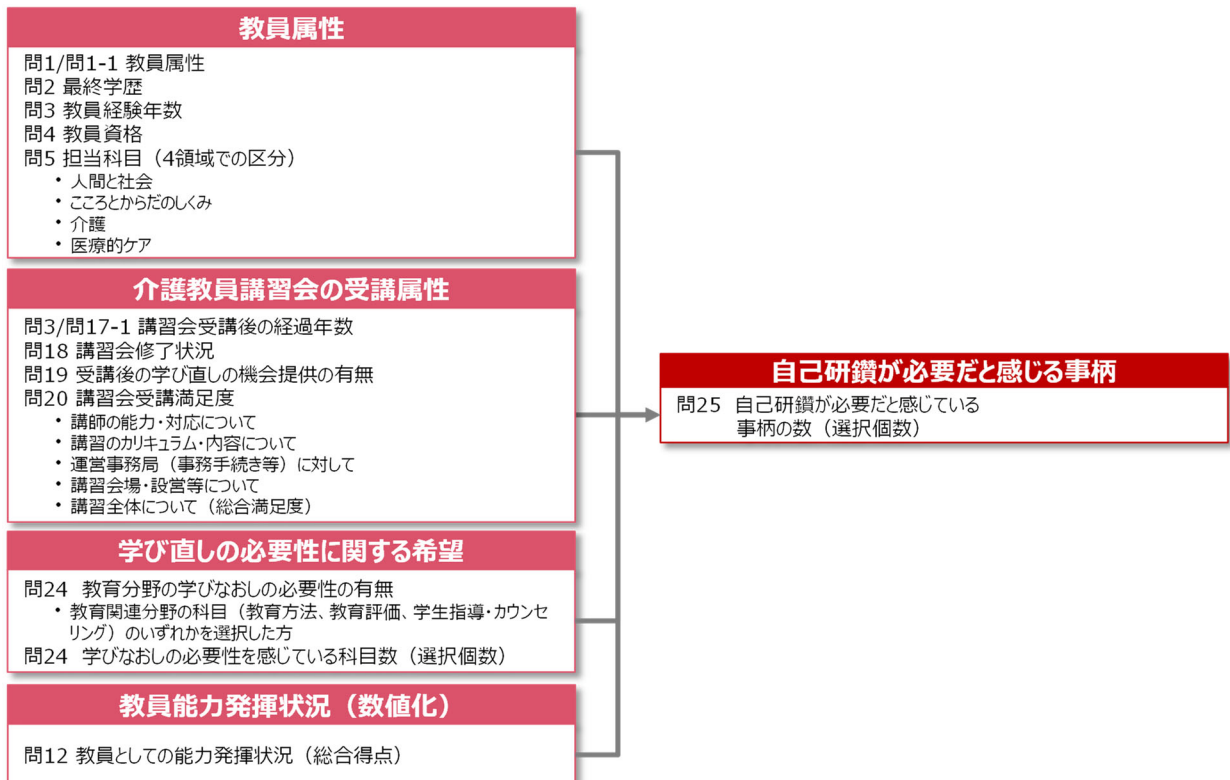 教員属性
問1/問1-1 教員属性
問2 最終学歴
問3 教員経験年数
問4 教員資格
問5 担当科目（4領域での区分）
• 人間と社会
• こころとからだのしくみ
• 介護
• 医療的ケア
介護教員講習会の受講属性
問3/問17-1 講習会受講後の経過年数
問18 講習会修了状況
問19 受講後の学び直しの機会提供の有無
問20 講習会受講満足度
• 講師の能力・対応について
• 講習のカリキュラム・内容について
• 運営事務局（事務手続き等）に対して
• 講習会場・設営等について
• 講習全体について（総合満足度）
学び直しの必要性に関する希望
問24 教育分野の学びなおしの必要性の有無
• 教育関連分野の科目（教育方法、教育評価、学生指導・カウンセ
リング）のいずれかを選択した方
問24 学びなおしの必要性を感じている科目数（選択個数）
教員能力発揮状況（数値化）
問12 教員としての能力発揮状況（総合得点）
自己研鑽が必要だと感じる事柄
問25 自己研鑽が必要だと感じている
事柄の数（選択個数）